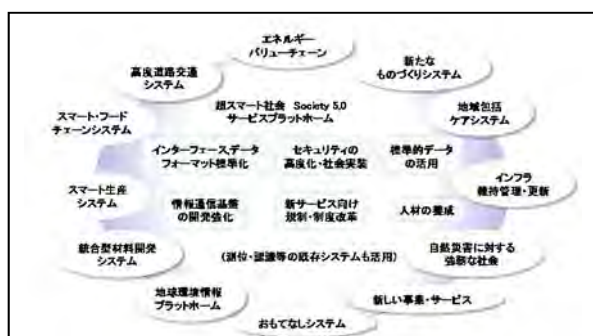 エネルギー
バリューチェーン
高度道路交通
システム
新たな
ものづくりシステム
スマート・フード
チェーンシステム
超スマート社会 Society 5.0
サービスプラットホーム
地域包括
ケアシステム
インターフェース、データ
フォーマット標準化
セキュリティの
高度化・社会実装
標準的データ
の活用
スマート生産
システム
情報通信基盤
の開発強化
新サービス向け
規制・制度改革
人材の養成
インフラ
維持管理・更新
統合型材料開発
システム
(測位・認識等の既存システムも活用)
自然災害に対する
強靭な社会
地球環境情報
プラットホーム
おもてなしシステム
新しい事業・サービス